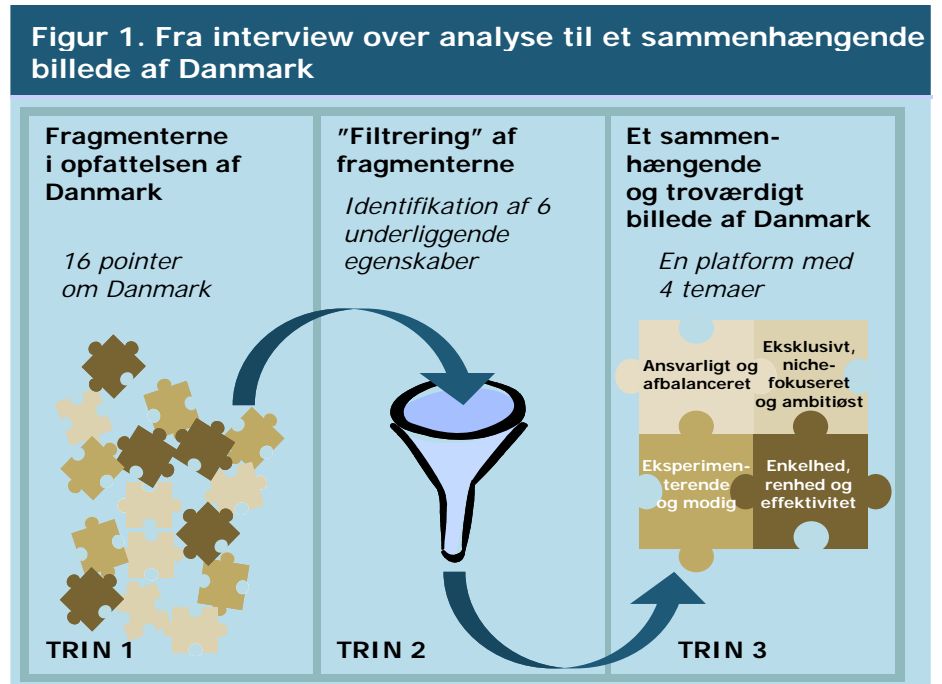 Figur 1. Fra interview over analyse til et sammenhængende
billede af Danmark
Fragmenterne
i opfattelsen af
Danmark
16 pointer
om Danmark
TRIN 1
”Filtrering” af
fragmenterne
Identifikation af 6
underliggende
egenskaber
TRIN 2
Et sammen-
hængende
og troværdigt
billede af Danmark
En platform med
4 temaer
Ansvarligt og
afbalanceret
Eksklusivt,
niche-
fokuseret
og ambitiøst
Eksperimen-
terende
og modig
Enkelhed,
renhed og
effektivitet
TRIN 3